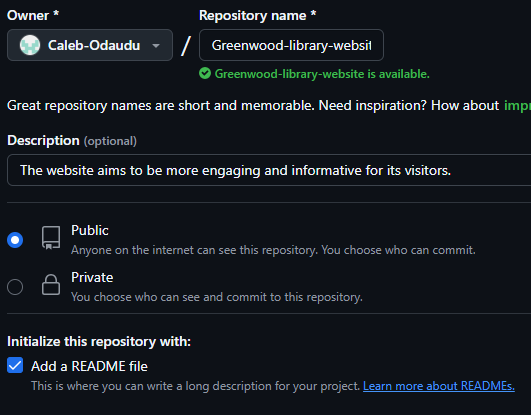 Owner * Repository name *
Caleb-Odaudu / Greenwood-library-websit
Greenwood-library-website is available.
Great repository names are short and memorable. Need inspiration? How about
Description (optional)
The website aims to be more engaging and informative for its visitors.
Public
Anyone on the internet can see this repository. You choose who can commit.
Private
You choose who can see and commit to this repository.
Initialize this repository with:
Add a README file
This is where you can write a long description for your project. Learn more about READMEs.